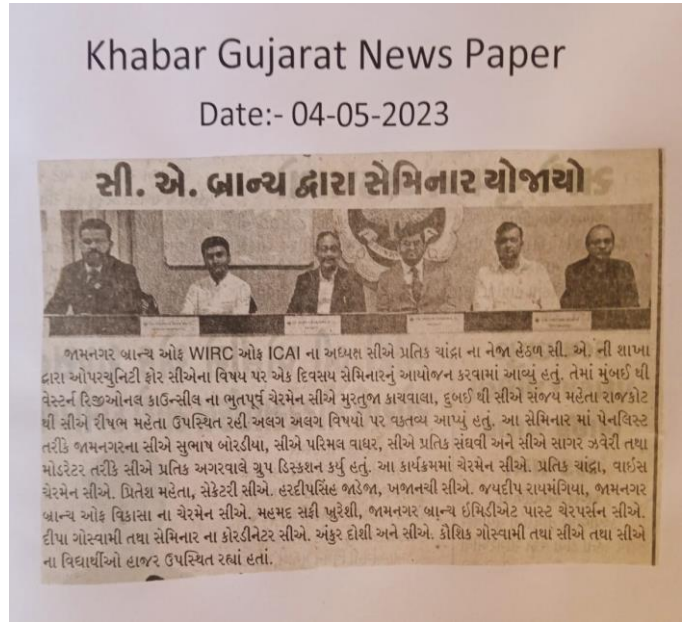 Khabar Gujarat News Paper
Date:- 04-05-2023
સી. એ. બ્રાન્ચ દ્વારા સેમિનાર યોજાયો
જામનગર બ્રાન્ચ ઓફ WIRC ઓફ ICAI ના અધ્યક્ષ સીએ પ્રતિક ચાંદ્રા ના નેજા હેઠળ સી. એ. ની શાખા
દ્વારા ઓપરચુનિટી ફોર સીએના વિષય પર એક દિવસય સેમિનારનું આયોજન કરવામાં આવ્યું હતું. તેમાં મુંબઈ થી
વેસ્ટર્ન રિજીઓનલ કાઉન્સીલ ના ભુતપૂર્વ ચેરમેન સીએ મુરતુજા કાચવાલા, દુબઈ થી સીએ સંજય મહેતા રાજકોટ
થી સીએ રીષભ મહેતા ઉપસ્થિત રહી અલગ અલગ વિષયો પર વકતવ્ય આપ્યું હતું. આ સેમિનાર માં પેનલિસ્ટ
તરીકે જામનગરના સીએ સુભાષ બોરડીયા, સીએ પરિમલ વાધર, સીએ પ્રતિક સંઘવી અને સીએ સાગર ઝવેરી તથા
મોડરેટર તરીકે સીએ પ્રતિક અગરવાલે ગ્રુપ ડિસ્કશન કર્યુ હતું. આ કાર્યક્રમમાં ચેરમેન સીએ. પ્રતિક ચાંદ્રા, વાઇસ
ચેરમેન સીએ. પ્રિતેશ મહેતા, સેક્રેટરી સીએ. હરદીપસિંહ જાડેજા, ખજાનચી સીએ. જયદીપ રાયમંગિયા, જામનગર
બ્રાન્ચ ઓફ વિકાસા ના ચેરમેન સીએ. મહમદ સફી ખુરેશી, જામનગર બ્રાન્ચ ઈમિડીએટ પાસ્ટ ચેરપર્સન સીએ.
દીપા ગોસ્વામી તથા સેમિનાર ના કોરડીનેટર સીએ. અંકુર દોશી અને સીએ. કૌશિક ગોસ્વામી તથા સીએ તથા સીએ
ના વિદ્યાર્થીઓ હાજર ઉપસ્થિત રહ્યાં હતાં.